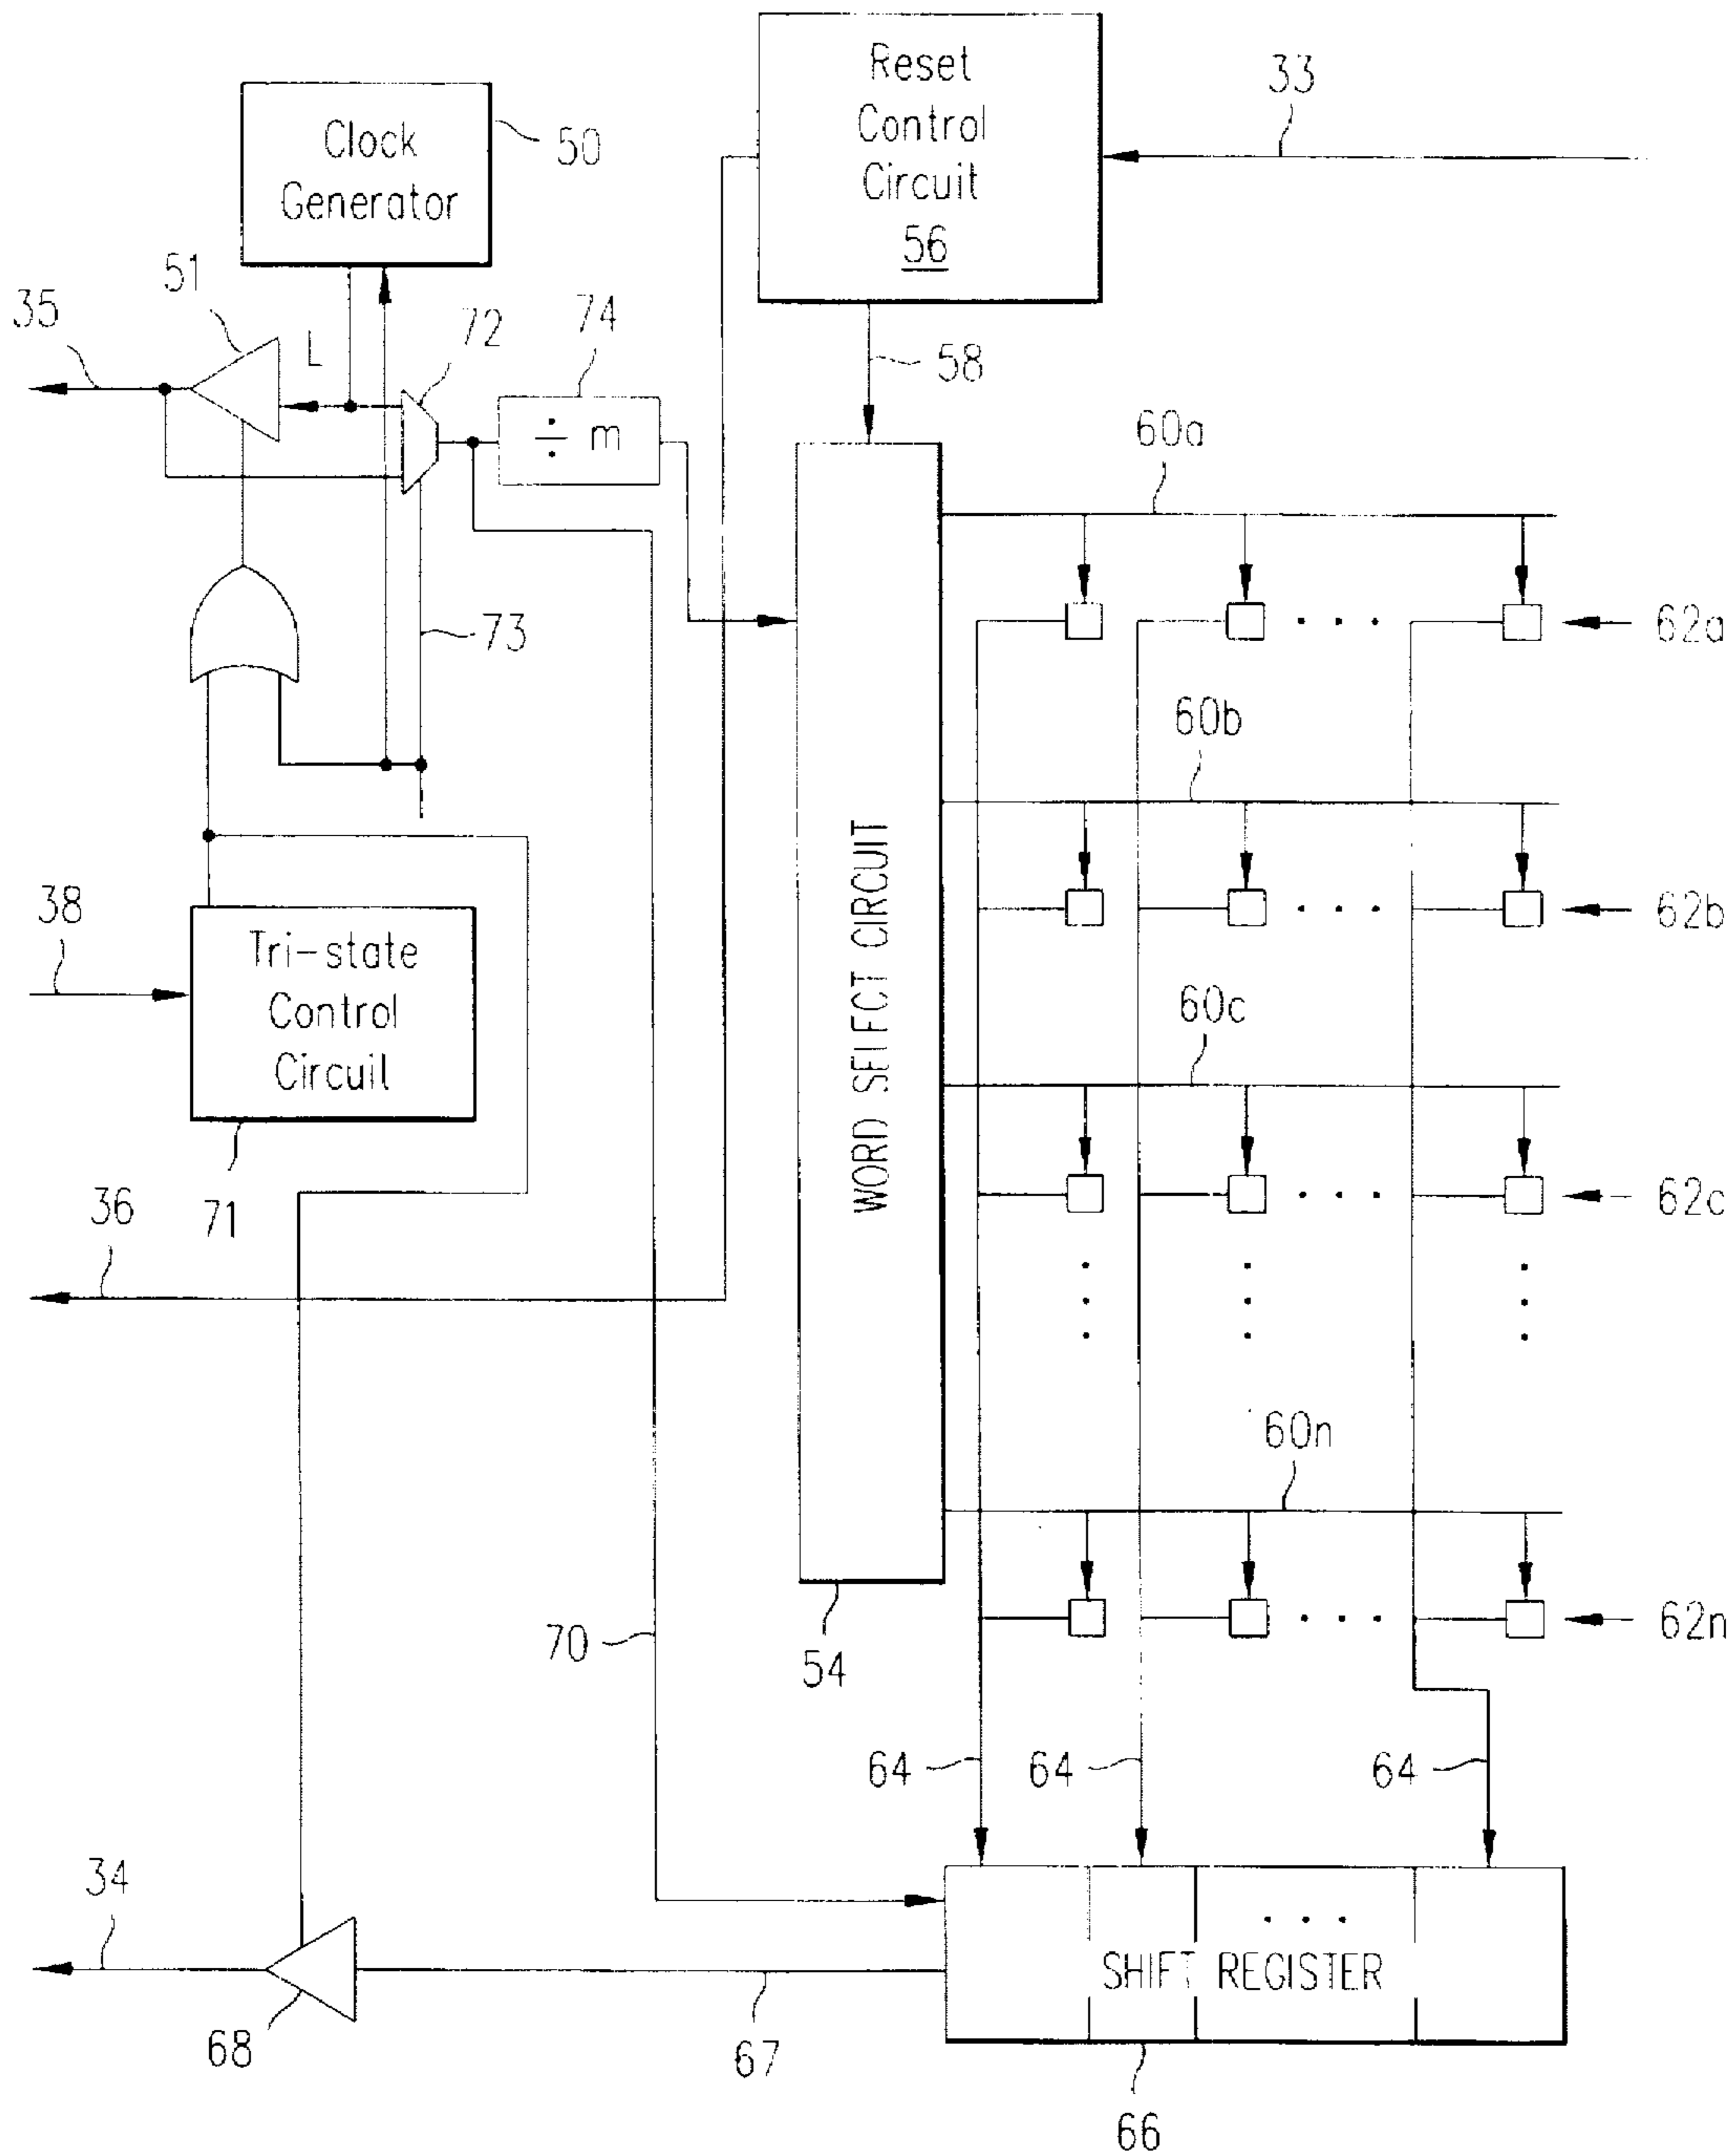 Reset
Control
Circuit
56
33
Clock
Generator
50
51
35
L
72
74
58
÷ m
60a
73
62a
60b
38
Tri-state
Control
Circuil
62b
WORD SELECT CIRCUIT
60c
36
71
62c
60n
70
54
62n
64
64
64
34
SHIFT REGISTER
68
67
66